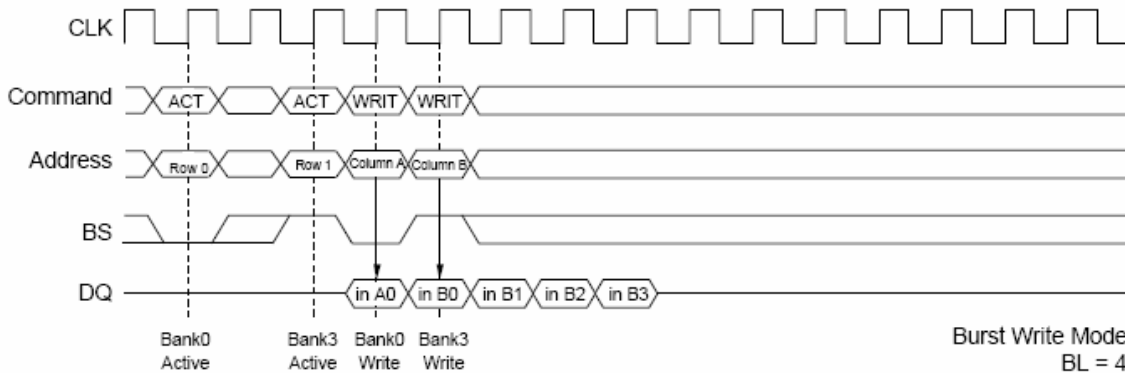 CLK
Command ACT ACT WRIT WRIT
Address Row 0 Row 1 Column A Column B
BS
DQ in A0 in B0 in B1 in B2 in B3
Bank0 Bank3 Bank0 Bank3
Active Active Write Write
Burst Write Mode
BL = 4